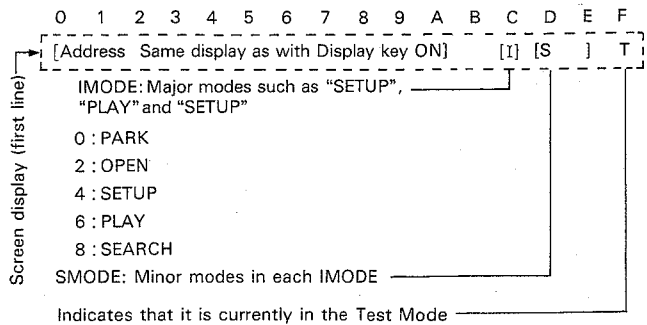 0 1 2 3 4 5 6 7 8 9 A B C D E F
[Address Same display as with Display key ON] [I] [S ] T
Screen display (first line)
IMODE: Major modes such as "SETUP",
"PLAY" and "SETUP"
0 : PARK
2 : OPEN
4 : SETUP
6 : PLAY
8 : SEARCH
SMODE: Minor modes in each IMODE
Indicates that it is currently in the Test Mode